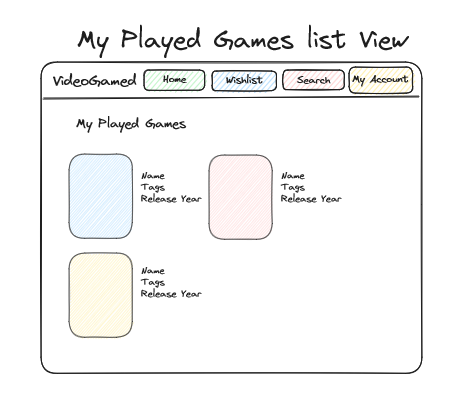 My Played Games list View
VideoGamed Home Wishlist Search My Account
My Played Games
Name
Tags
Release Year
Name
Tags
Release Year
Name
Tags
Release Year